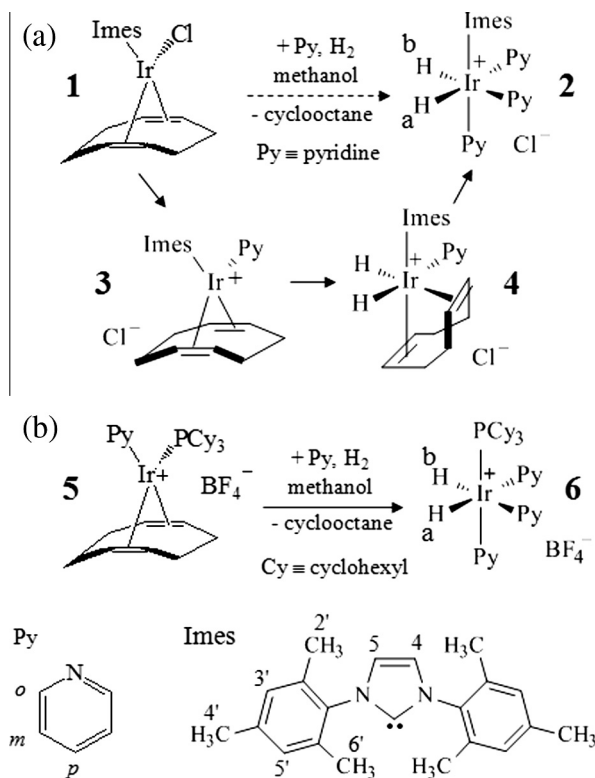 (a)
Imes Cl
Ir
1
+ Py, H₂
methanol
- cyclooctane
Py ≡ pyridine
Imes
b
H + Py
Ir
H Py
a
Py Cl⁻
2
Imes Py
Ir +
3
Cl⁻
Imes
H + Py
Ir
H
4
Cl⁻
(b)
Py PCy₃
Ir+
5
BF₄⁻
+ Py, H₂
methanol
- cyclooctane
Cy ≡ cyclohexyl
PCy₃
b
H + Py
Ir
H Py
a
Py
6
BF₄⁻
Py
N
o
m
p
Imes
2' CH₃ 5 4 H₃C
3' N N
4' H₃C CH₃
5' 6' CH₃ H₃C